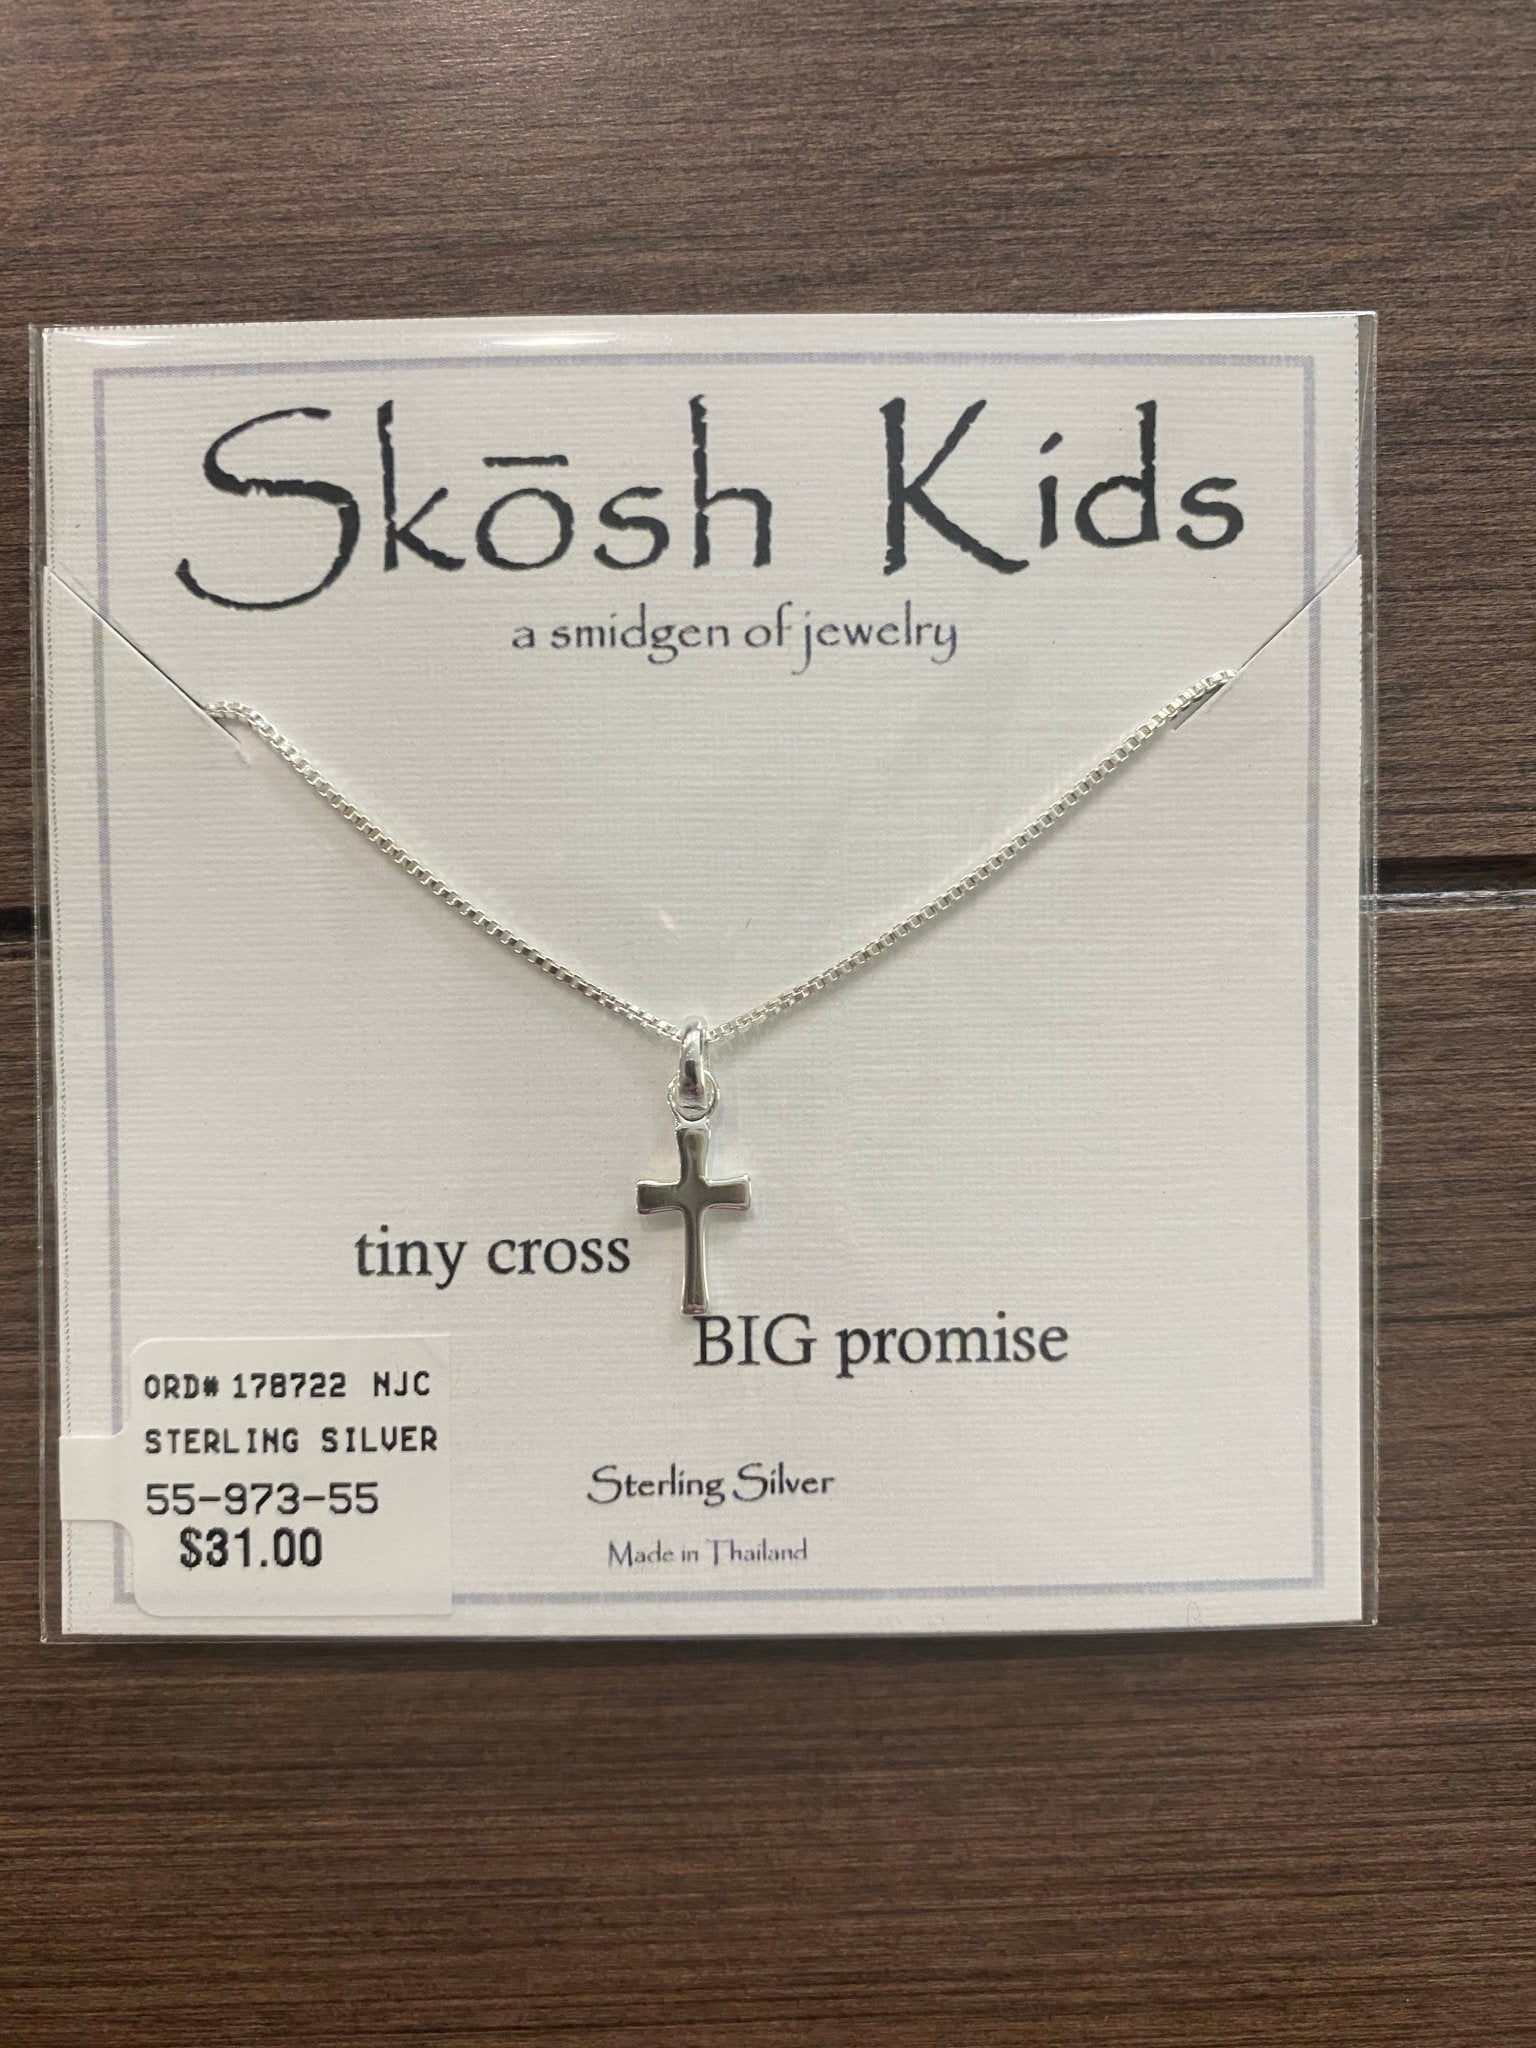 Skōsh Kids
a smidgen of jewelry
tiny cross
BIG promise
ORD# 178722 NJC
STERLING SILVER
55-973-55
$31.00
Sterling Silver
Made in Thailand